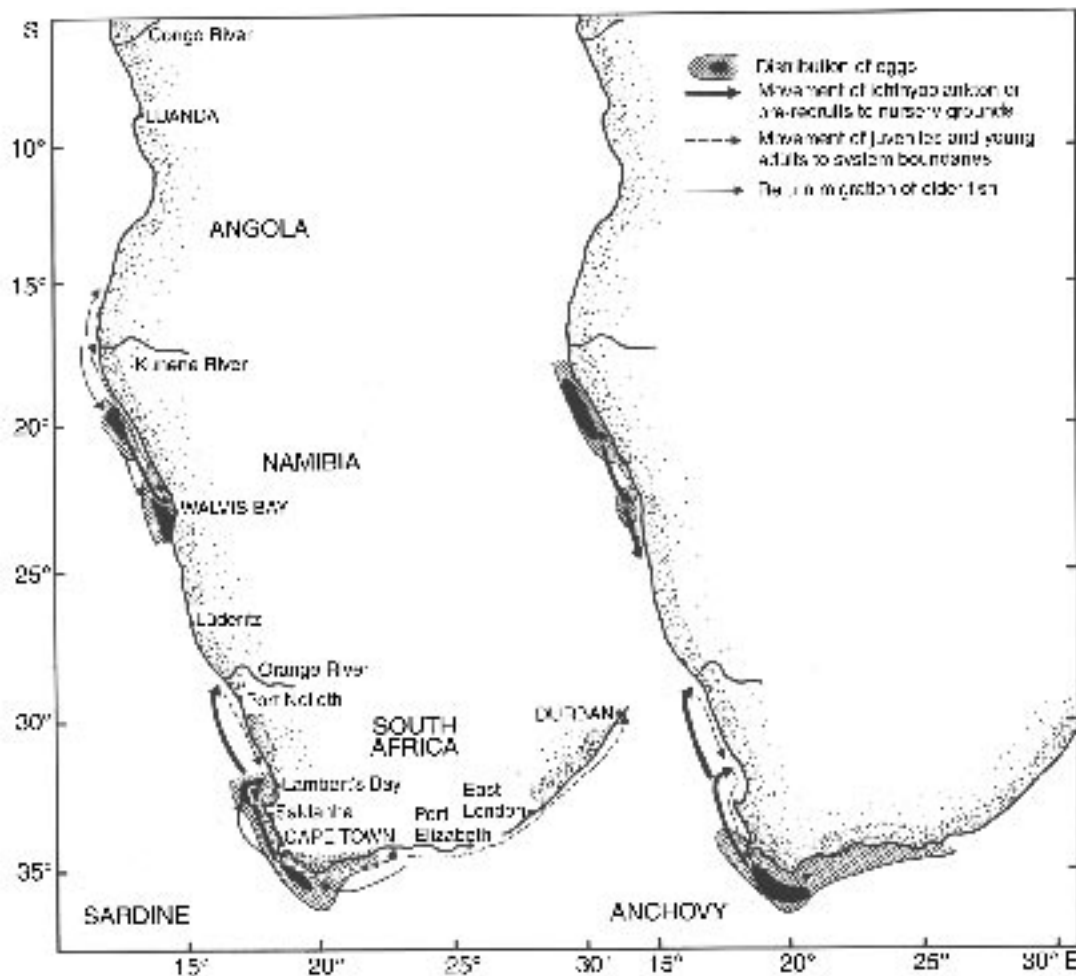 S
Congo River
LUANDA
10°
ANGOLA
15°
Kunene River
20°
NAMIBIA
WALVIS BAY
25°
Lüderitz
Orange River
Port Nolloth
30°
SOUTH
AFRICA
DURBAN
Lambert's Bay
East
London
Port
Elizabeth
CAPE TOWN
35°
SARDINE
ANCHOVY
15°
20°
25°
30°
15°
20°
25°
30° E
Distribution of eggs
Movement of ichthyoplankton or
pre-recruits to nursery grounds
Movement of juveniles and young
adults to system boundaries
Return migration of older fish